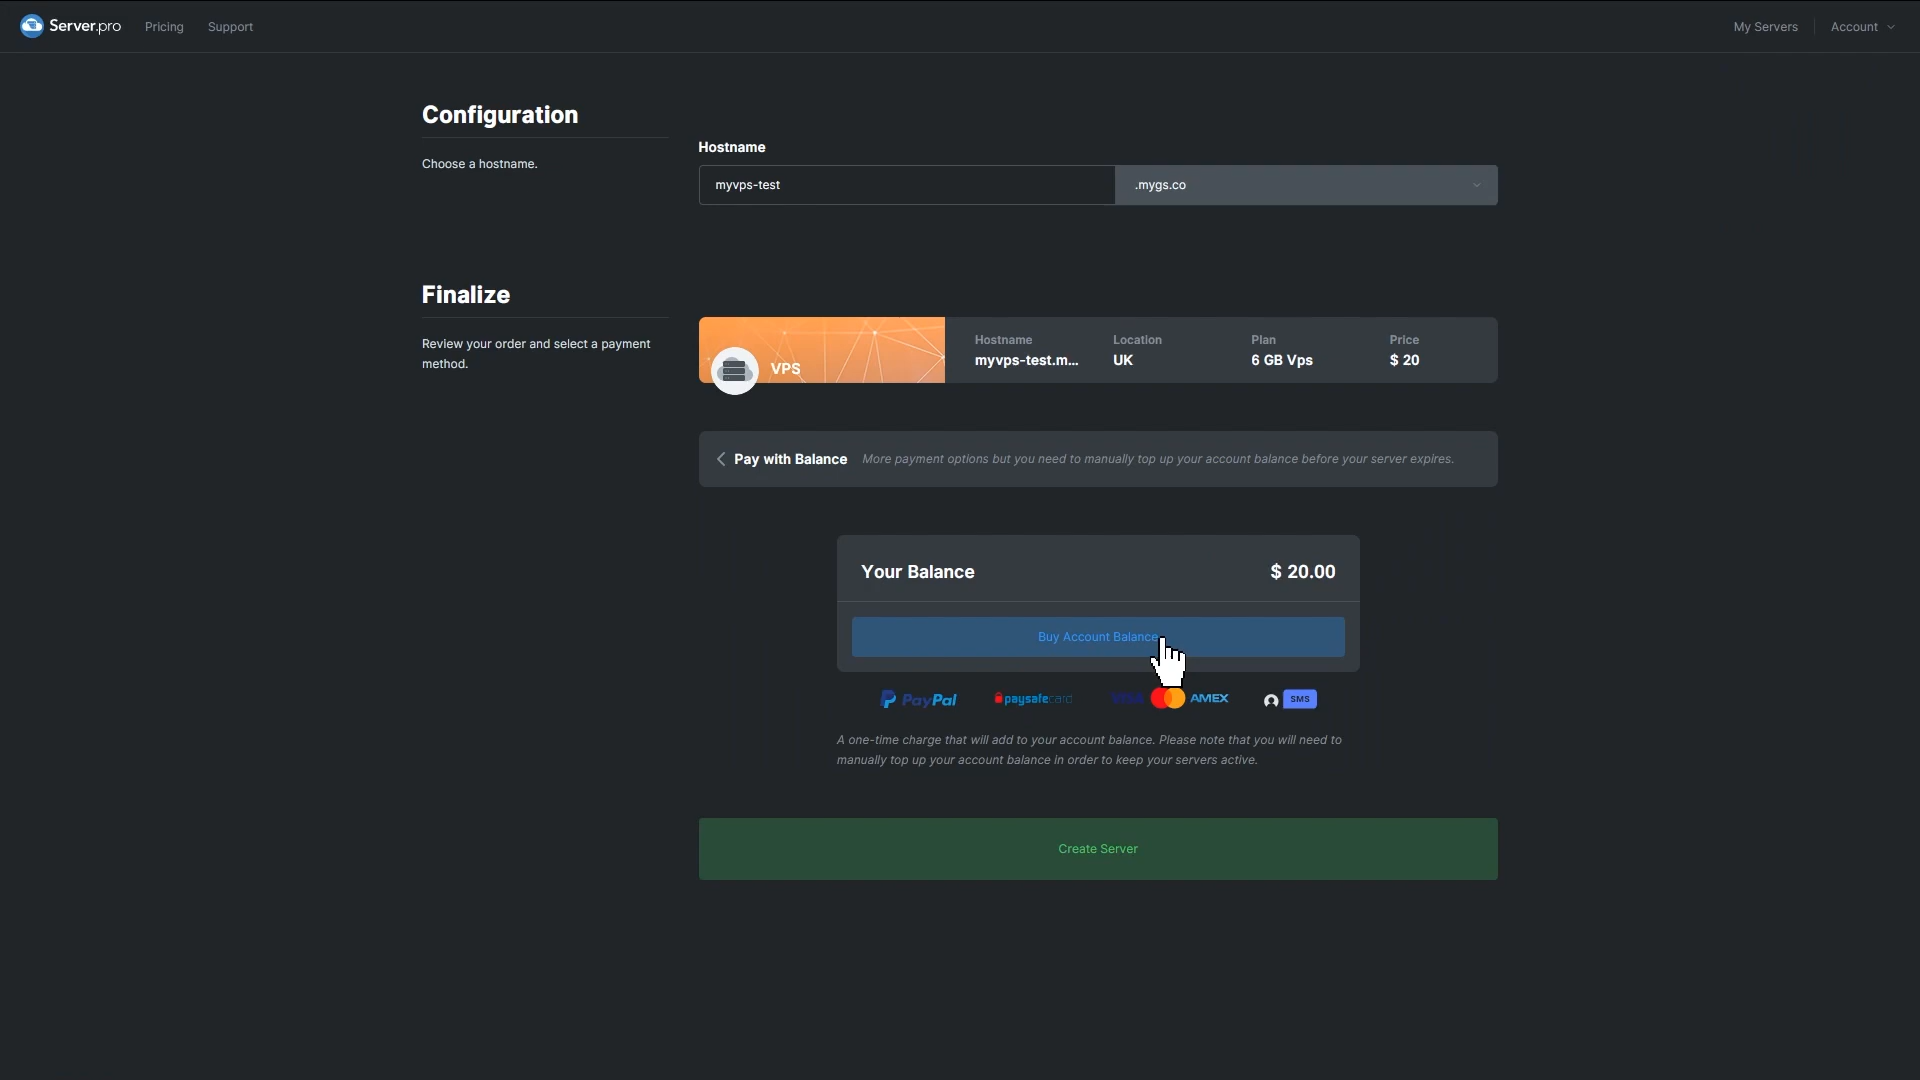 Server.pro
Pricing
Support
My Servers
Account
Configuration
Choose a hostname.
Hostname
myvps-test
.mygs.co
Finalize
Review your order and select a payment
method.
VPS
Hostname
myvps-test.m...
Location
UK
Plan
6 GB Vps
Price
$ 20
Pay with Balance
More payment options but you need to manually top up your account balance before your server expires.
Your Balance
$ 20.00
Buy Account Balance
PayPal
paysafecard
VISA
AMEX
SMS
A one-time charge that will add to your account balance. Please note that you will need to
manually top up your account balance in order to keep your servers active.
Create Server